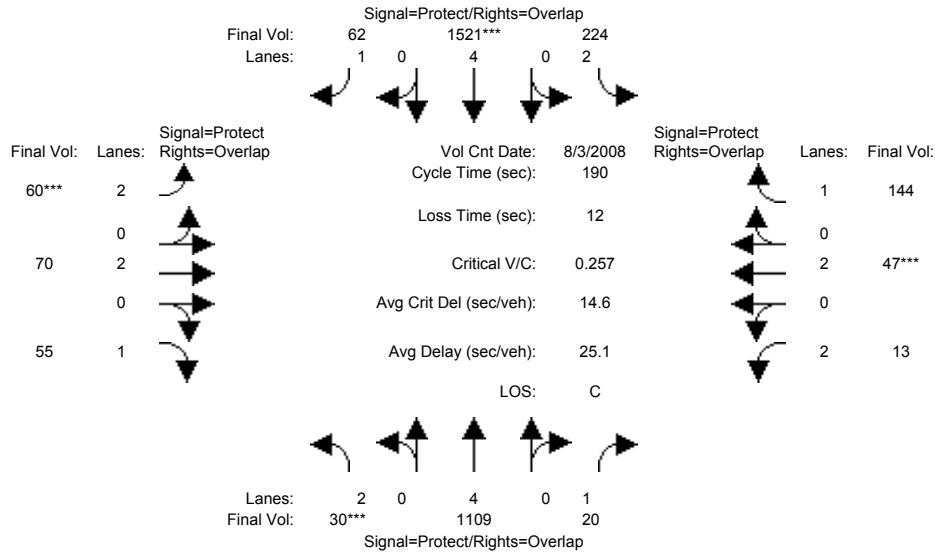 Signal=Protect/Rights=Overlap
Final Vol: 62 1521*** 224
Lanes: 1 0 4 0 2
Signal=Protect
Final Vol: Lanes: Rights=Overlap
Vol Cnt Date: 8/3/2008
Signal=Protect
Rights=Overlap Lanes: Final Vol:
Cycle Time (sec): 190
60*** 2
1 144
Loss Time (sec): 12
0
0
70 2
Critical V/C: 0.257
2 47***
0
Avg Crit Del (sec/veh): 14.6
0
55 1
Avg Delay (sec/veh): 25.1
2 13
LOS: C
Lanes: 2 0 4 0 1
Final Vol: 30*** 1109 20
Signal=Protect/Rights=Overlap